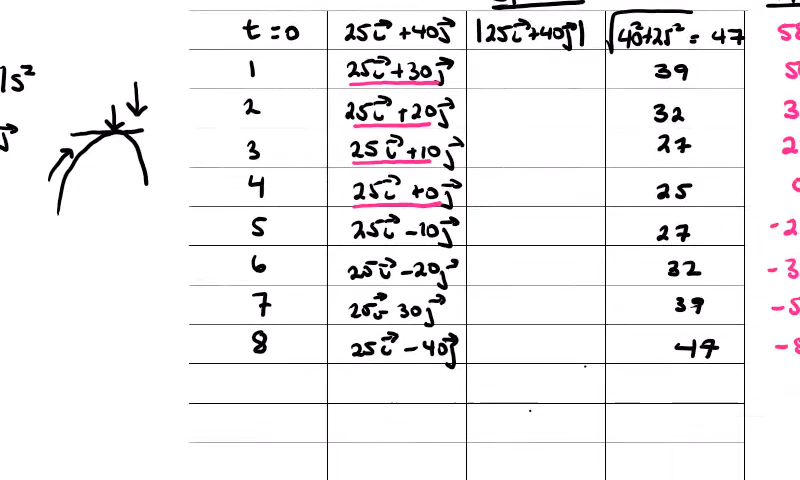 t = 0 25i⃗ + 40j⃗ |25i⃗ + 40j⃗| √40²+25² = 47 58
1 25i⃗ + 30j⃗ 39
/s²
2 25i⃗ + 20j⃗ 32
3 25i⃗ + 10j⃗ 27
j⃗
4 25i⃗ + 0j⃗ 25
5 25i⃗ - 10j⃗ 27
6 25i⃗ - 20j⃗ 32
7 25i⃗ 30j⃗ 39
8 25i⃗ - 40j⃗ 47